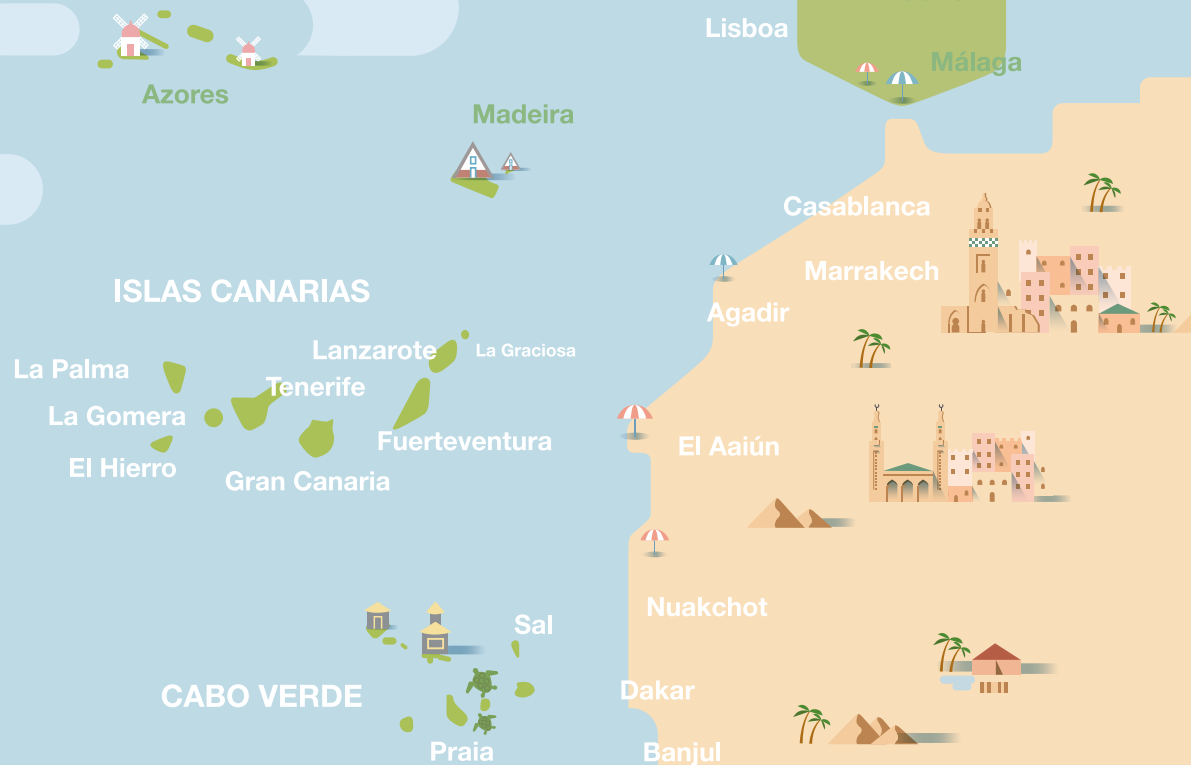 Lisboa
Málaga
Azores
Madeira
Casablanca
Marrakech
ISLAS CANARIAS
Agadir
Lanzarote
La Graciosa
La Palma
Tenerife
La Gomera
Fuerteventura
El Aaiún
El Hierro
Gran Canaria
Nuakchot
Sal
CABO VERDE
Dakar
Praia
Banjul